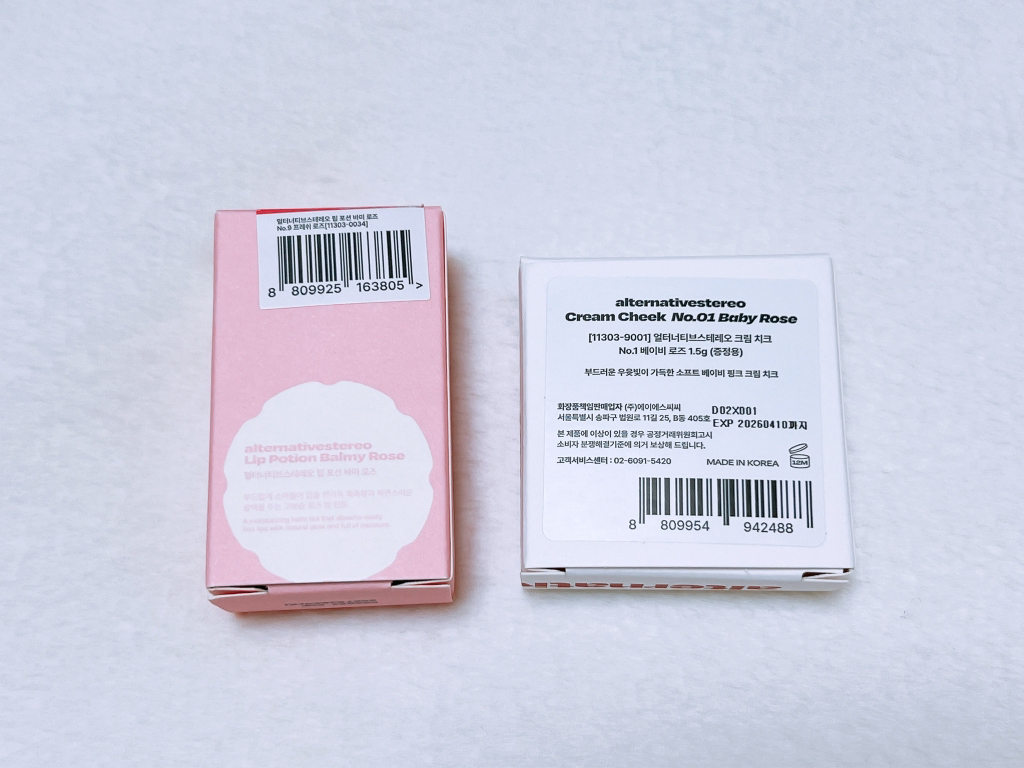 얼터너티브스테레오 립 포션 바미 로즈
No.9 프레쉬 로즈[11303-0034]
8 809925 163805 >
alternativestereo
Lip Potion Balmy Rose
얼터너티브스테레오 립 포션 바미 로즈
alternativestereo
Cream Cheek No.01 Baby Rose
[11303-9001] 얼터너티브스테레오 크림 치크
No.1 베이비 로즈 1.5g (증정용)
부드러운 우윳빛이 가득한 소프트 베이비 핑크 크림 치크
화장품책임판매업자 (주)에이에스씨씨
서울특별시 송파구 법원로 11길 25, B동 405호
D02X001
EXP 20260410까지
본 제품에 이상이 있을 경우 공정거래위원회고시
소비자 분쟁해결기준에 의거 보상해 드립니다.
고객서비스센터 : 02-6091-5420
MADE IN KOREA
12M
8 809954 942488
alternati